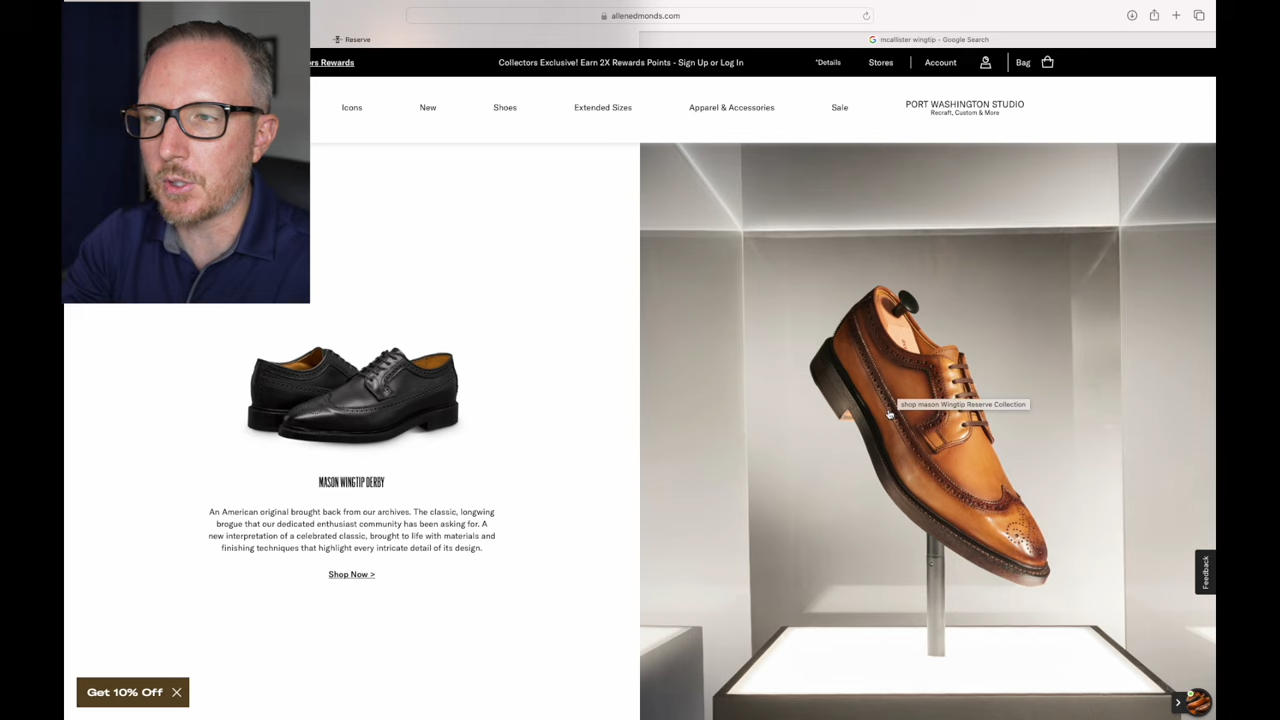 allenedmonds.com
Reserve
mcallister wingtip - Google Search
ors Rewards
Collectors Exclusive! Earn 2X Rewards Points - Sign Up or Log In
*Details
Stores
Account
Bag
Icons
New
Shoes
Extended Sizes
Apparel & Accessories
Sale
PORT WASHINGTON STUDIO
Recraft, Custom & More
shop mason Wingtip Reserve Collection
MASON WINGTIP DERBY
An American original brought back from our archives. The classic, longwing
brogue that our dedicated enthusiast community has been asking for. A
new interpretation of a celebrated classic, brought to life with materials and
finishing techniques that highlight every intricate detail of its design.
Shop Now >
Feedback
Get 10% Off